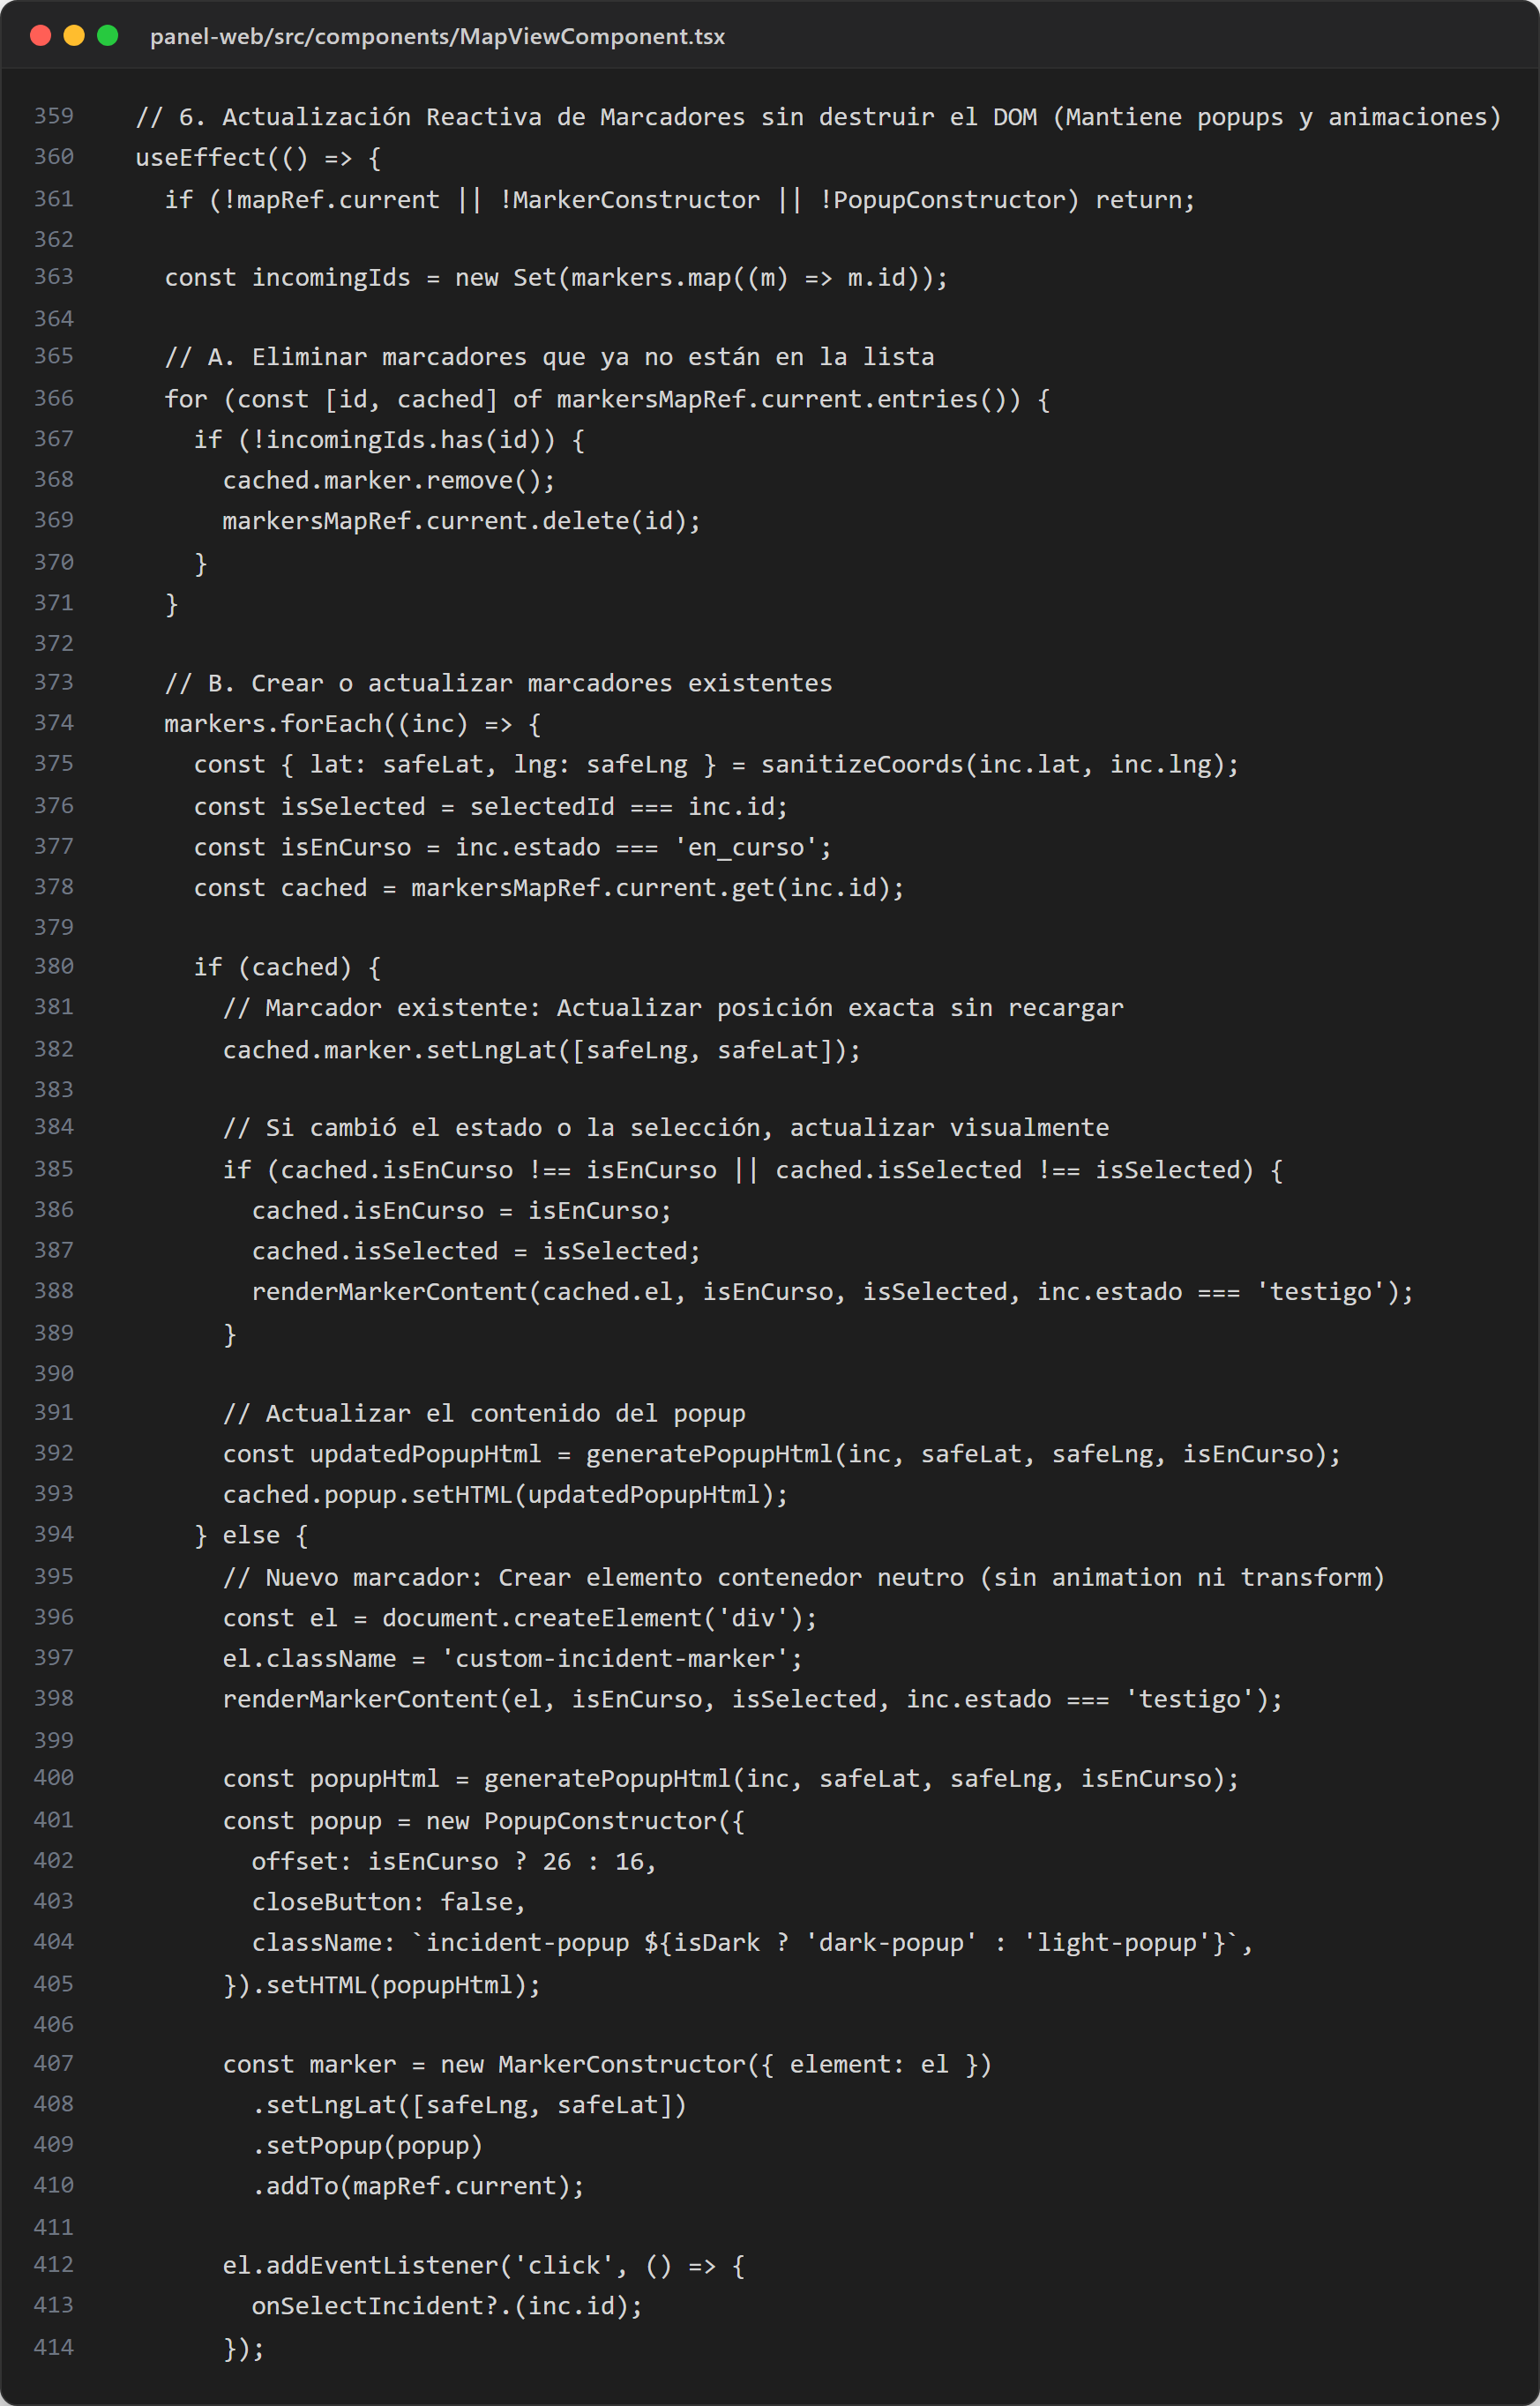 panel-web/src/components/MapViewComponent.tsx
359 // 6. Actualización Reactiva de Marcadores sin destruir el DOM (Mantiene popups y animaciones)
360 useEffect(() => {
361 if (!mapRef.current || !MarkerConstructor || !PopupConstructor) return;
362
363 const incomingIds = new Set(markers.map((m) => m.id));
364
365 // A. Eliminar marcadores que ya no están en la lista
366 for (const [id, cached] of markersMapRef.current.entries()) {
367 if (!incomingIds.has(id)) {
368 cached.marker.remove();
369 markersMapRef.current.delete(id);
370 }
371 }
372
373 // B. Crear o actualizar marcadores existentes
374 markers.forEach((inc) => {
375 const { lat: safeLat, lng: safeLng } = sanitizeCoords(inc.lat, inc.lng);
376 const isSelected = selectedId === inc.id;
377 const isEnCurso = inc.estado === 'en_curso';
378 const cached = markersMapRef.current.get(inc.id);
379
380 if (cached) {
381 // Marcador existente: Actualizar posición exacta sin recargar
382 cached.marker.setLngLat([safeLng, safeLat]);
383
384 // Si cambió el estado o la selección, actualizar visualmente
385 if (cached.isEnCurso !== isEnCurso || cached.isSelected !== isSelected) {
386 cached.isEnCurso = isEnCurso;
387 cached.isSelected = isSelected;
388 renderMarkerContent(cached.el, isEnCurso, isSelected, inc.estado === 'testigo');
389 }
390
391 // Actualizar el contenido del popup
392 const updatedPopupHtml = generatePopupHtml(inc, safeLat, safeLng, isEnCurso);
393 cached.popup.setHTML(updatedPopupHtml);
394 } else {
395 // Nuevo marcador: Crear elemento contenedor neutro (sin animation ni transform)
396 const el = document.createElement('div');
397 el.className = 'custom-incident-marker';
398 renderMarkerContent(el, isEnCurso, isSelected, inc.estado === 'testigo');
399
400 const popupHtml = generatePopupHtml(inc, safeLat, safeLng, isEnCurso);
401 const popup = new PopupConstructor({
402 offset: isEnCurso ? 26 : 16,
403 closeButton: false,
404 className: `incident-popup ${isDark ? 'dark-popup' : 'light-popup'}`,
405 }).setHTML(popupHtml);
406
407 const marker = new MarkerConstructor({ element: el })
408 .setLngLat([safeLng, safeLat])
409 .setPopup(popup)
410 .addTo(mapRef.current);
411
412 el.addEventListener('click', () => {
413 onSelectIncident?.(inc.id);
414 });